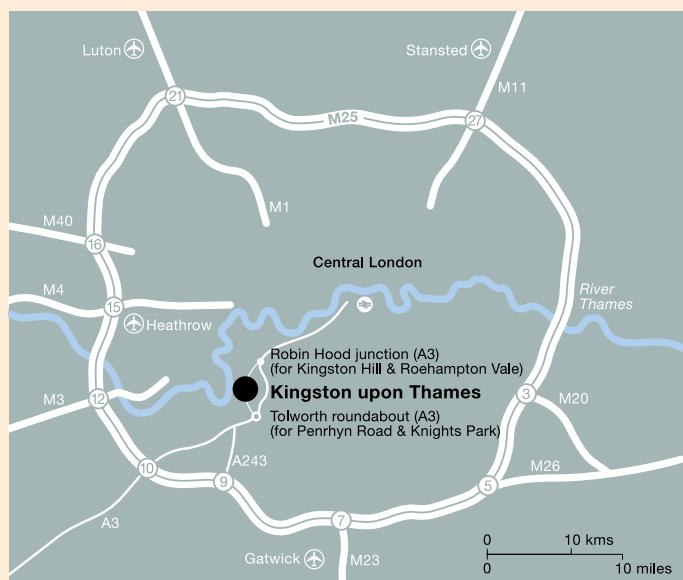 Luton
Stansted
M11
21
M25
27
M1
M40
16
Central London
M4
15
River
Thames
Heathrow
Robin Hood junction (A3)
(for Kingston Hill & Roehampton Vale)
Kingston upon Thames
M3
12
3
M20
Tolworth roundabout (A3)
(for Penrhyn Road & Knights Park)
10
A243
9
M26
5
A3
7
Gatwick
M23
0 10 kms
0 10 miles